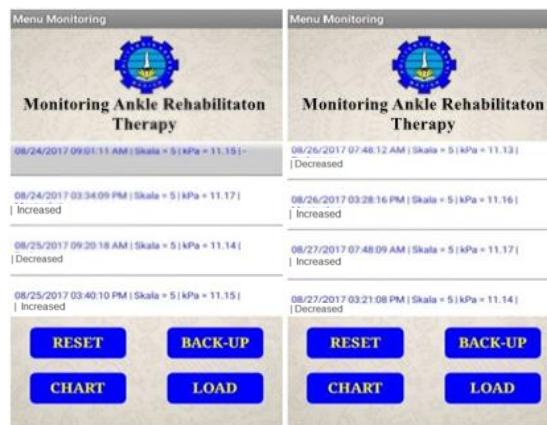 Menu Monitoring
Monitoring Ankle Rehabilitaton
Therapy
08/24/2017 09:01:11 AM | Skala = 5 | kPa = 11.15 | -
08/24/2017 03:34:09 PM | Skala = 5 | kPa = 11.17 |
| Increased
08/25/2017 09:20:18 AM | Skala = 5 | kPa = 11.14 |
| Decreased
08/25/2017 03:40:10 PM | Skala = 5 | kPa = 11.15 |
| Increased
RESET BACK-UP
CHART LOAD
Menu Monitoring
Monitoring Ankle Rehabilitaton
Therapy
08/26/2017 07:48:12 AM | Skala = 5 | kPa = 11.13 |
| Decreased
08/26/2017 03:28:16 PM | Skala = 5 | kPa = 11.16 |
| Increased
08/27/2017 07:48:09 AM | Skala = 5 | kPa = 11.17 |
| Increased
08/27/2017 03:21:08 PM | Skala = 5 | kPa = 11.14 |
| Decreased
RESET BACK-UP
CHART LOAD